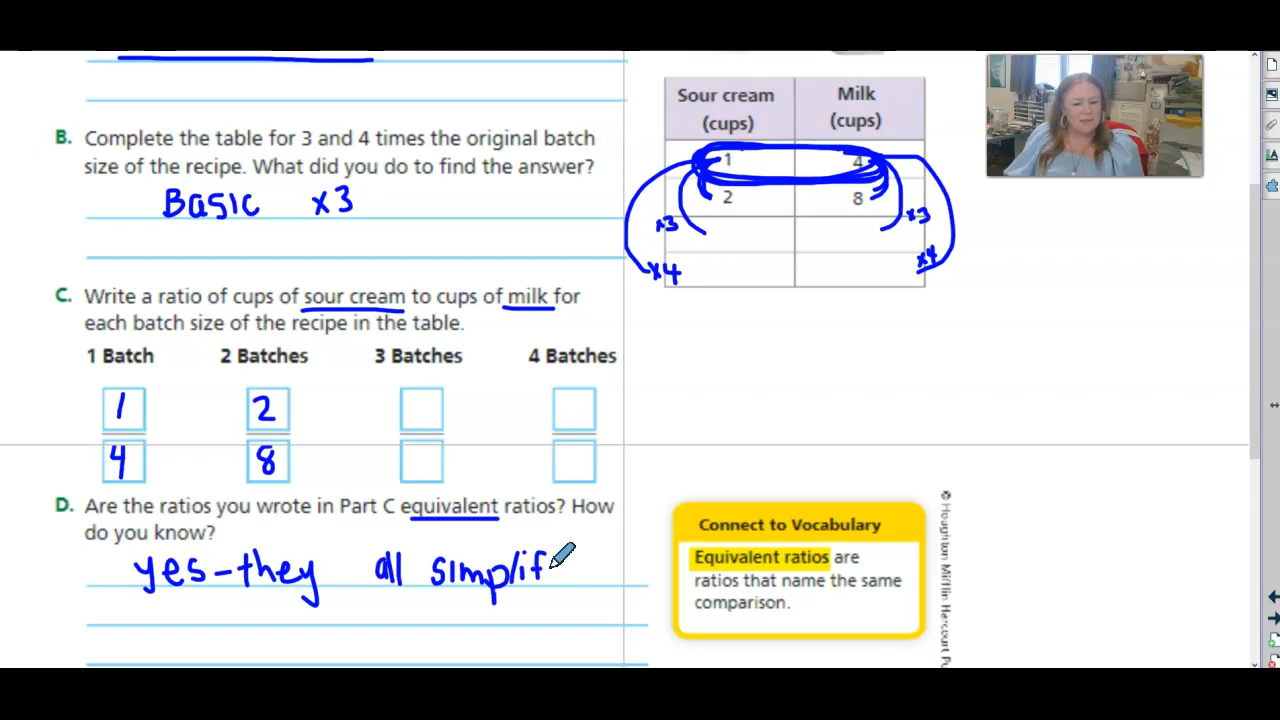 B. Complete the table for 3 and 4 times the original batch
size of the recipe. What did you do to find the answer?
Basic x3
C. Write a ratio of cups of sour cream to cups of milk for
each batch size of the recipe in the table.
1 Batch 2 Batches 3 Batches 4 Batches
1 2
4 8
D. Are the ratios you wrote in Part C equivalent ratios? How
do you know?
yes - they all simplif
Sour cream Milk
(cups) (cups)
1 4
2 8
x3 x3
x4 x4
Connect to Vocabulary
Equivalent ratios are
ratios that name the same
comparison.
© Houghton Mifflin Harcourt Pu